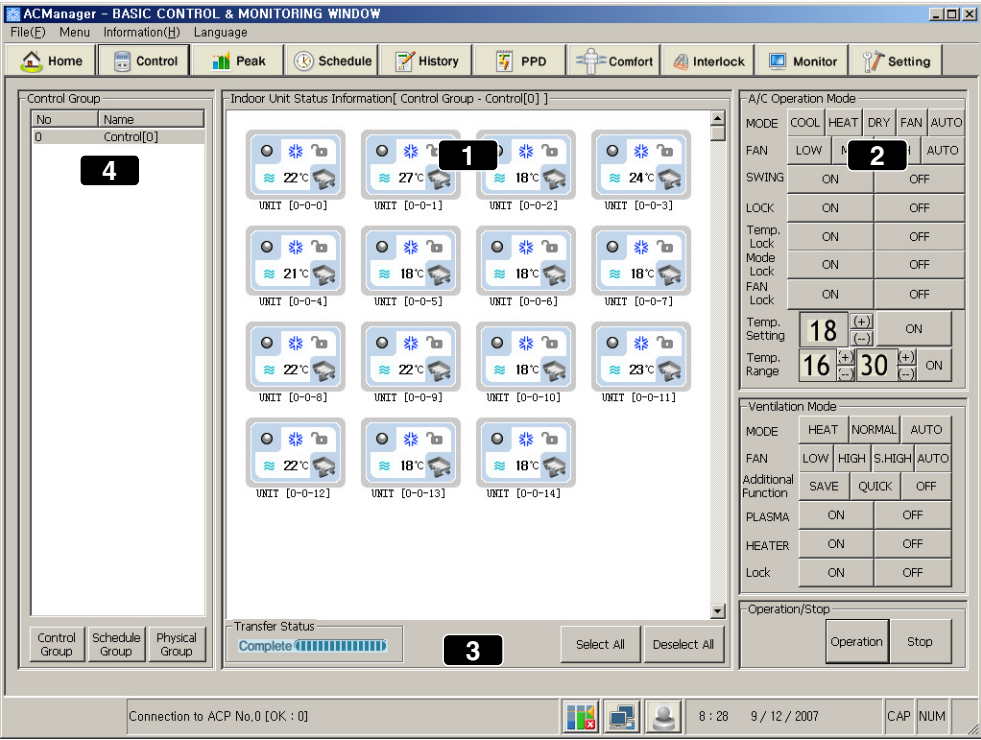 ACManager - BASIC CONTROL & MONITORING WINDOW
File(F) Menu Information(H) Language
Home Control Peak Schedule History PPD Comfort Interlock Monitor Setting
Control Group
No Name
0 Control[0]
4
Control Group Schedule Group Physical Group
Indoor Unit Status Information[ Control Group - Control[0] ]
1
22°C 27°C 18°C 24°C
UNIT [0-0-0] UNIT [0-0-1] UNIT [0-0-2] UNIT [0-0-3]
21°C 18°C 18°C 18°C
UNIT [0-0-4] UNIT [0-0-5] UNIT [0-0-6] UNIT [0-0-7]
22°C 22°C 18°C 23°C
UNIT [0-0-8] UNIT [0-0-9] UNIT [0-0-10] UNIT [0-0-11]
22°C 18°C 18°C
UNIT [0-0-12] UNIT [0-0-13] UNIT [0-0-14]
Transfer Status
Complete
3
Select All Deselect All
A/C Operation Mode
MODE COOL HEAT DRY FAN AUTO
FAN LOW 2 AUTO
SWING ON OFF
LOCK ON OFF
Temp. Lock ON OFF
Mode Lock ON OFF
FAN Lock ON OFF
Temp. Setting 18 (+) (--) ON
Temp. Range 16 (+) (--) 30 (+) (--) ON
Ventilation Mode
MODE HEAT NORMAL AUTO
FAN LOW HIGH S.HIGH AUTO
Additional Function SAVE QUICK OFF
PLASMA ON OFF
HEATER ON OFF
Lock ON OFF
Operation/Stop
Operation Stop
Connection to ACP No,0 [OK : 0] 8 : 28 9 / 12 / 2007 CAP NUM